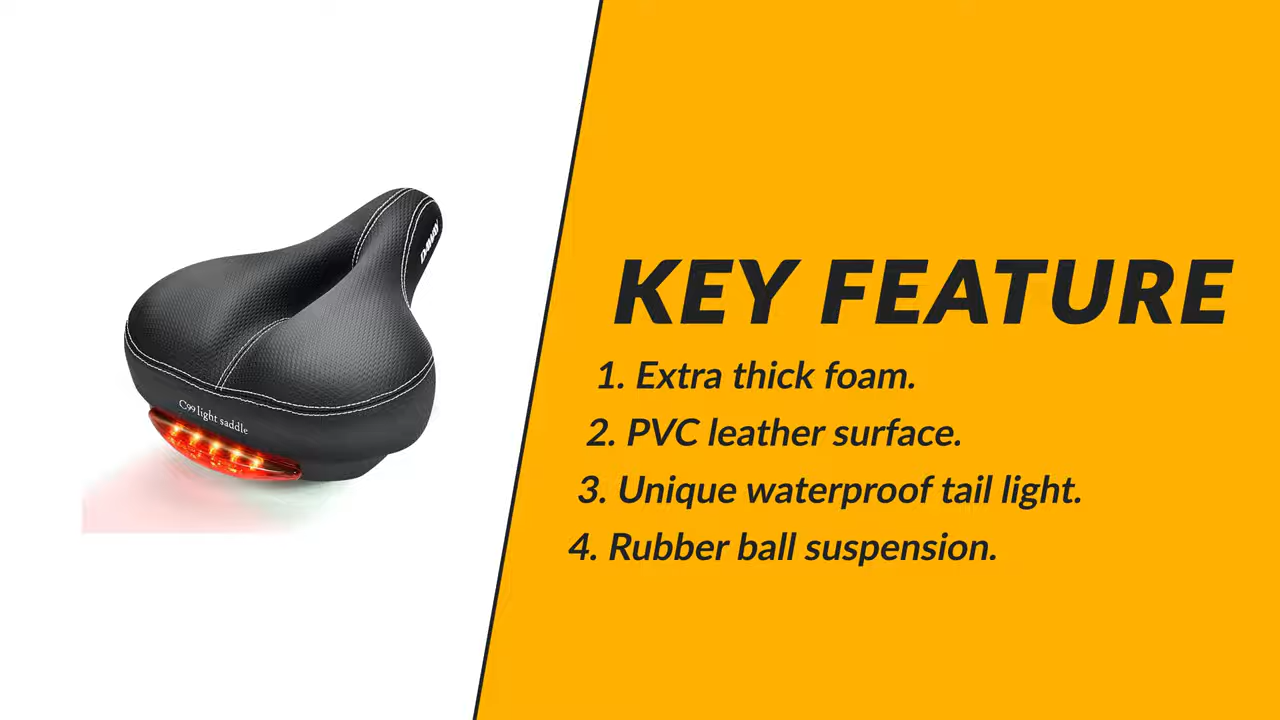 DAWAY
C99 light saddle
KEY FEATURE
1. Extra thick foam.
2. PVC leather surface.
3. Unique waterproof tail light.
4. Rubber ball suspension.